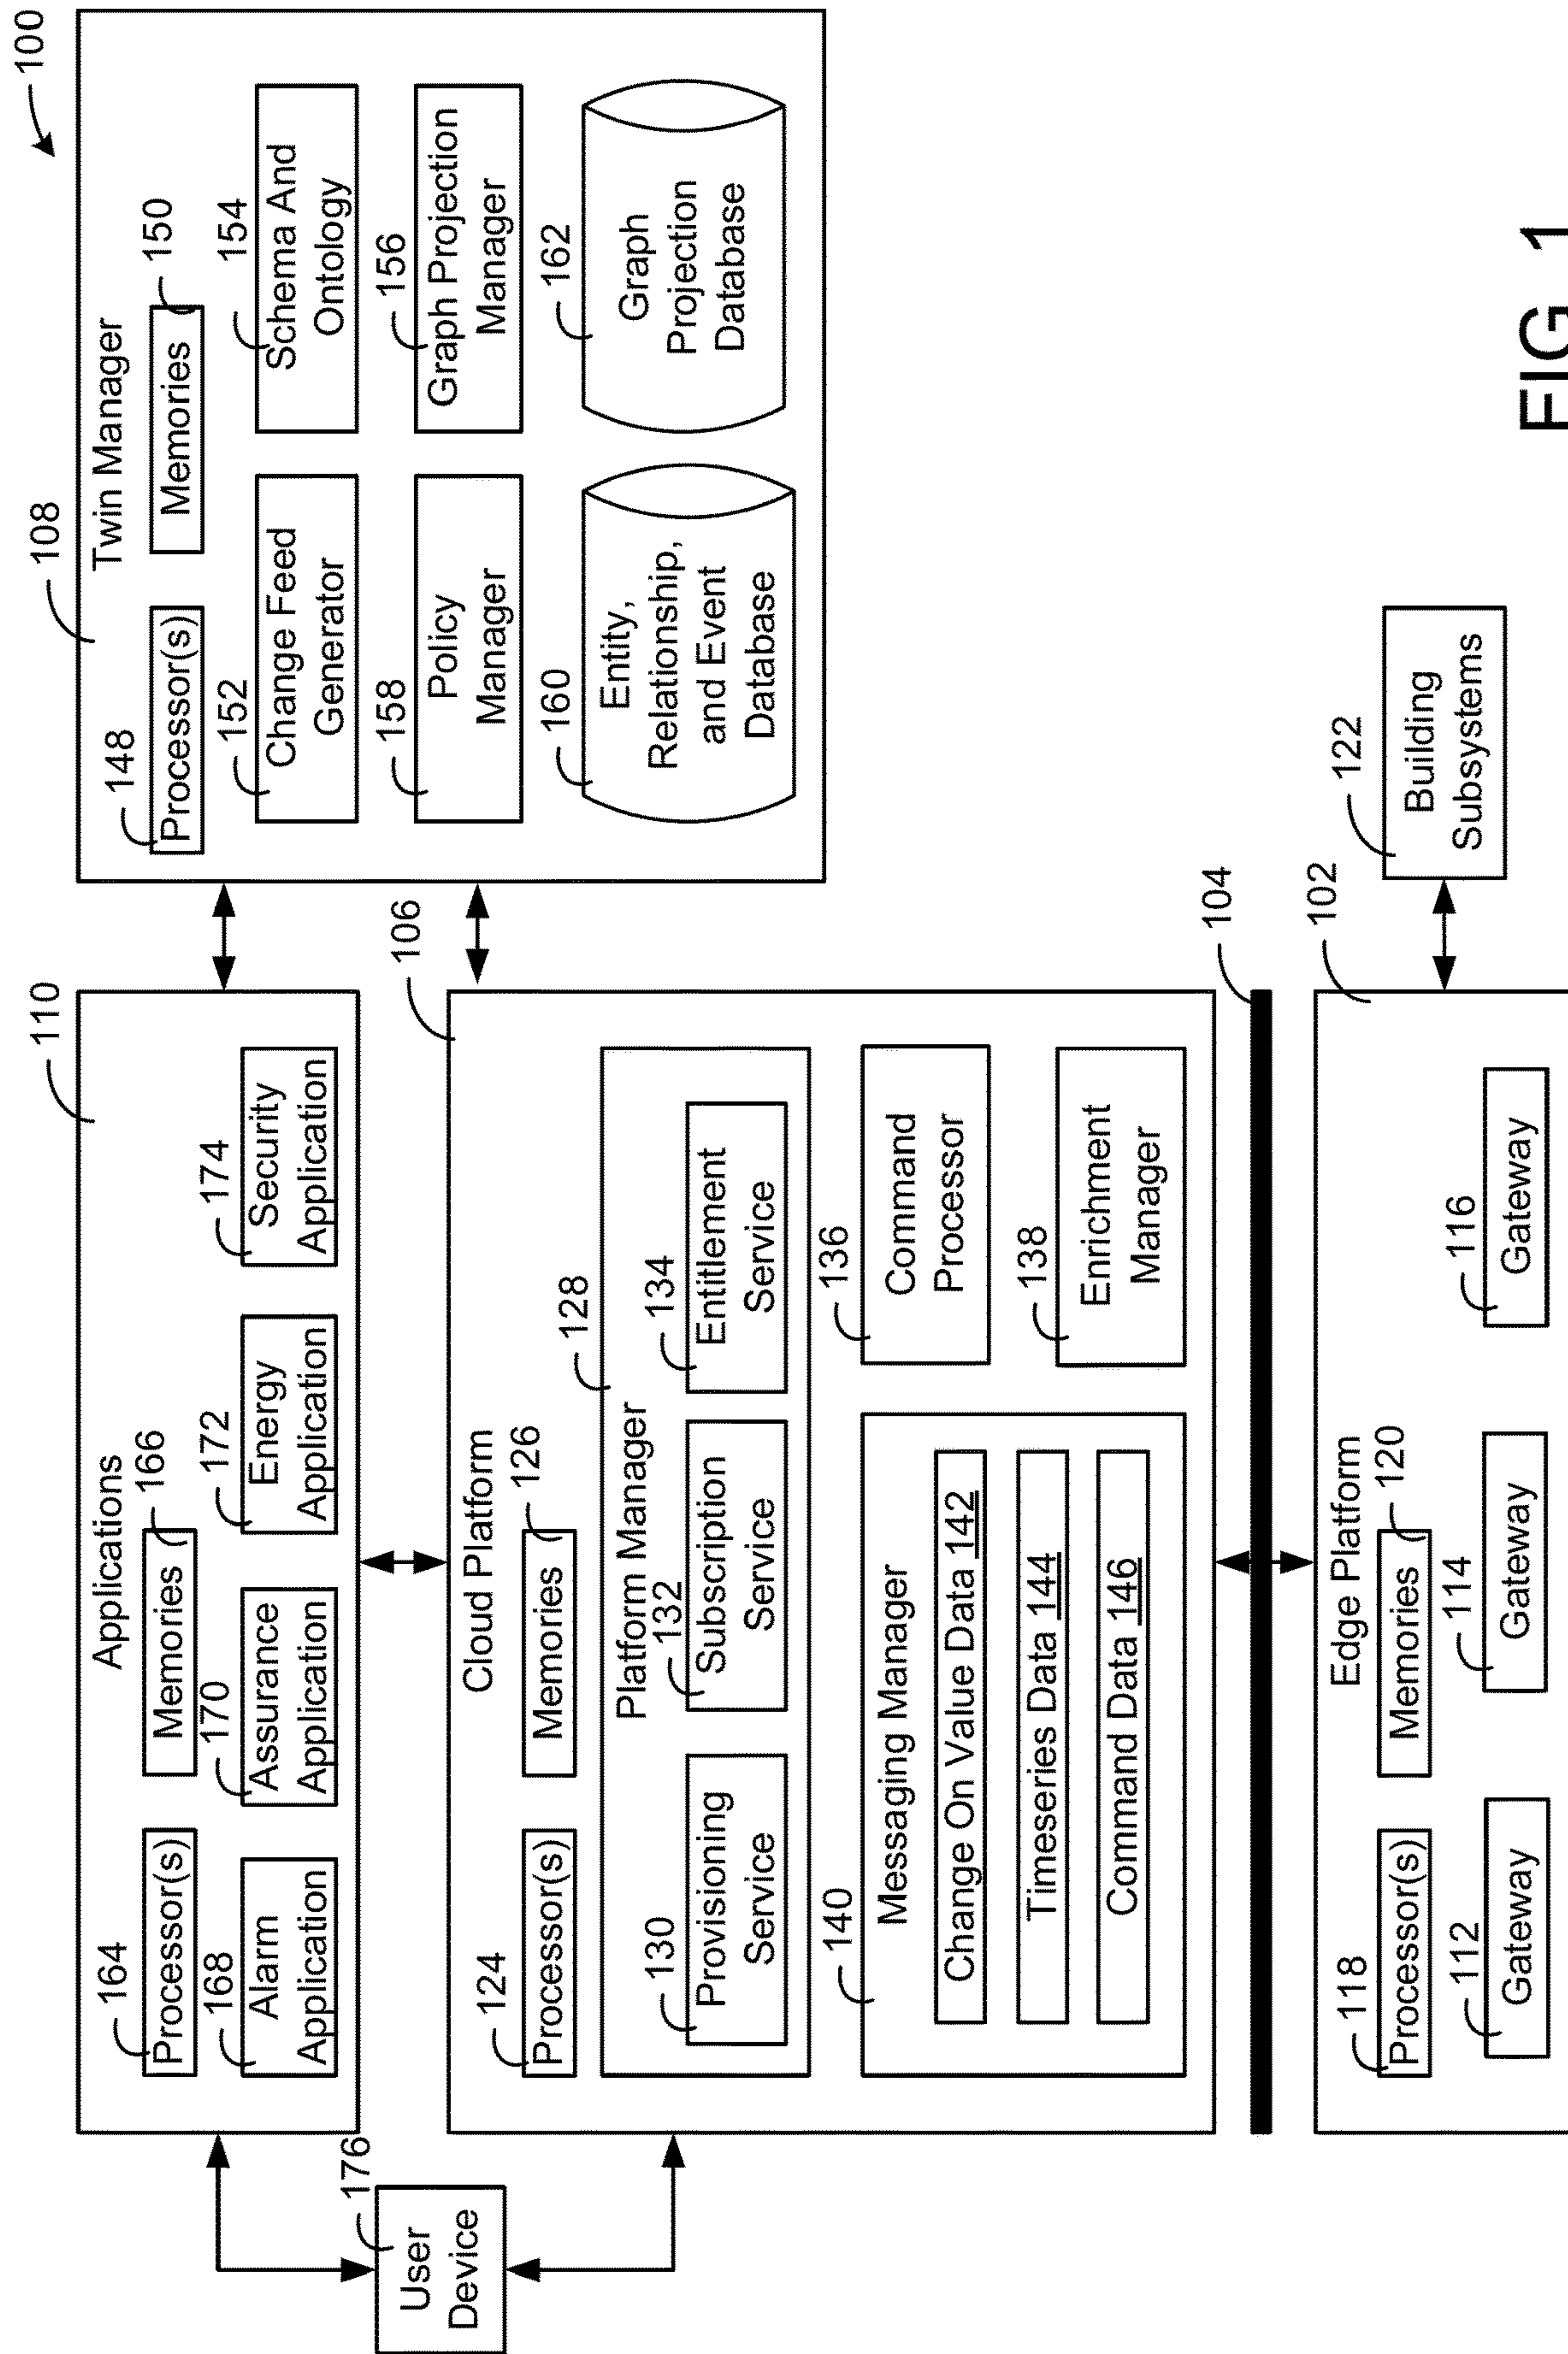 100
110
Applications
164
Processor(s)
Memories
166
168
Alarm
Application
170
Assurance
Application
172
Energy
Application
174
Security
Application
176
User
Device
106
Cloud Platform
124
Processor(s)
Memories
126
128
Platform Manager
130
Provisioning
Service
132
Subscription
Service
134
Entitlement
Service
140
Messaging Manager
Change On Value Data 142
Timeseries Data 144
Command Data 146
136
Command
Processor
138
Enrichment
Manager
104
102
Edge Platform
118
Processor(s)
Memories
120
112
Gateway
114
Gateway
116
Gateway
122
Building
Subsystems
108
Twin Manager
148
Processor(s)
Memories
150
152
Change Feed
Generator
154
Schema And
Ontology
158
Policy
Manager
156
Graph Projection
Manager
160
Entity,
Relationship,
and Event
Database
162
Graph
Projection
Database
FIG. 1